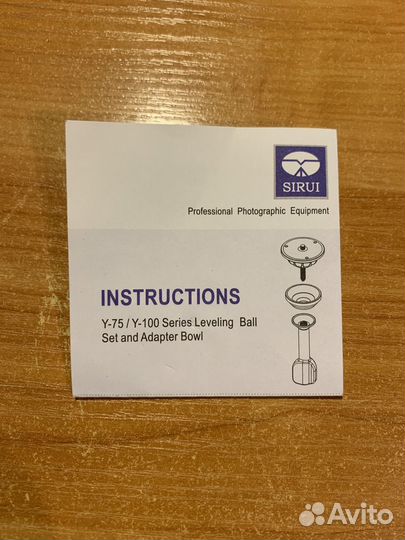 SIRUI
Professional Photographic Equipment
INSTRUCTIONS
Y-75 / Y-100 Series Leveling Ball
Set and Adapter Bowl
Avito